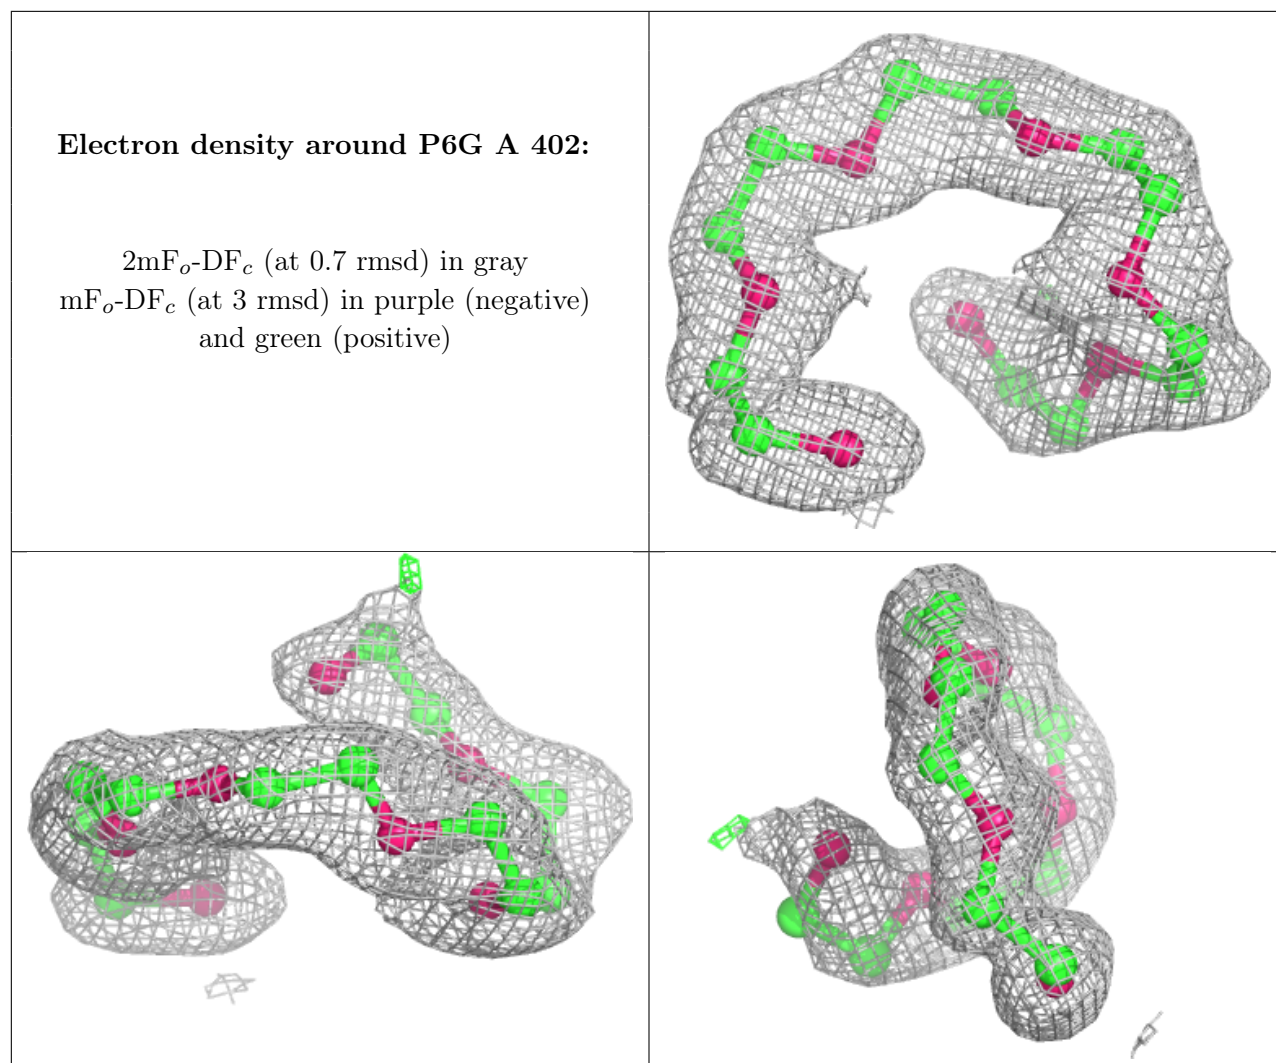 Electron density around P6G A 402:
2mFₒ-DF𝒸 (at 0.7 rmsd) in gray
mFₒ-DF𝒸 (at 3 rmsd) in purple (negative)
and green (positive)